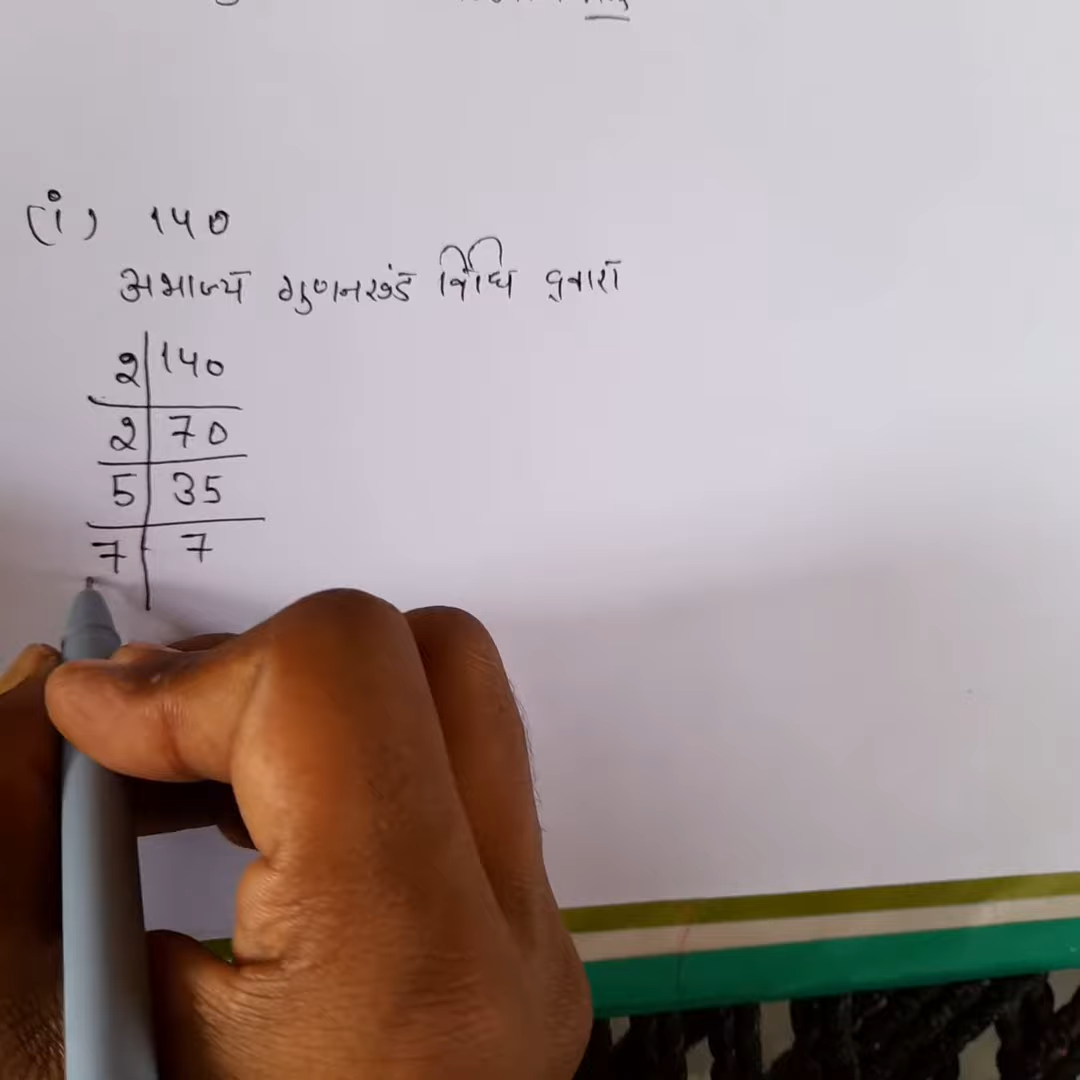 (i) 140
अभाज्य गुणनखंड विधि द्वारा
2 | 140
2 | 70
5 | 35
7 | 7